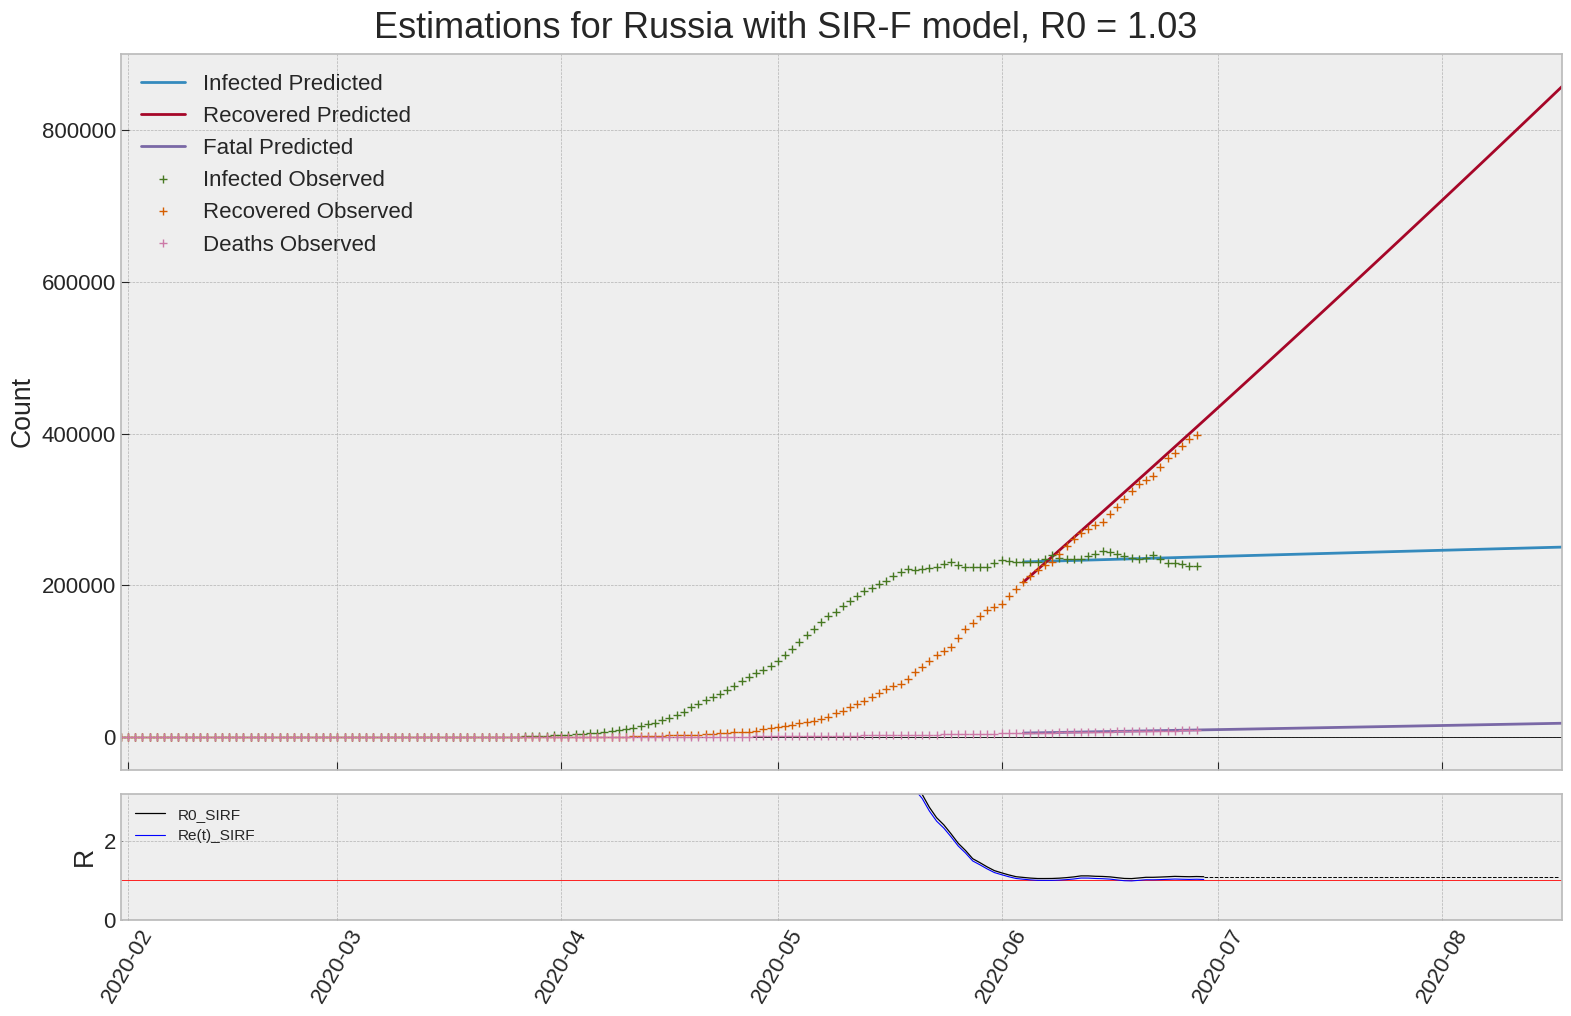 Estimations for Russia with SIR-F model, R0 = 1.03
Infected Predicted
Recovered Predicted
Fatal Predicted
Infected Observed
Recovered Observed
Deaths Observed
800000
600000
400000
200000
0
Count
R0_SIRF
Re(t)_SIRF
2
0
R
2020-02
2020-03
2020-04
2020-05
2020-06
2020-07
2020-08